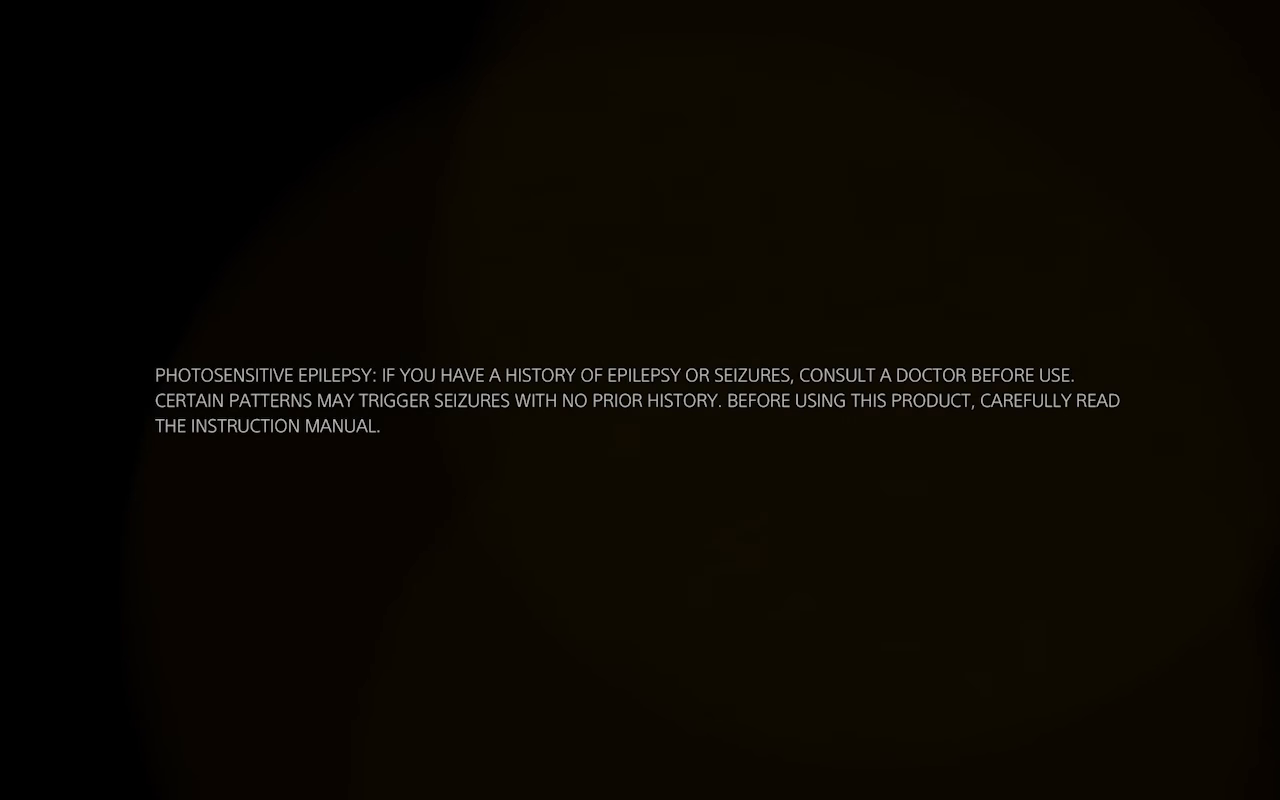 PHOTOSENSITIVE EPILEPSY: IF YOU HAVE A HISTORY OF EPILEPSY OR SEIZURES, CONSULT A DOCTOR BEFORE USE.
CERTAIN PATTERNS MAY TRIGGER SEIZURES WITH NO PRIOR HISTORY. BEFORE USING THIS PRODUCT, CAREFULLY READ
THE INSTRUCTION MANUAL.